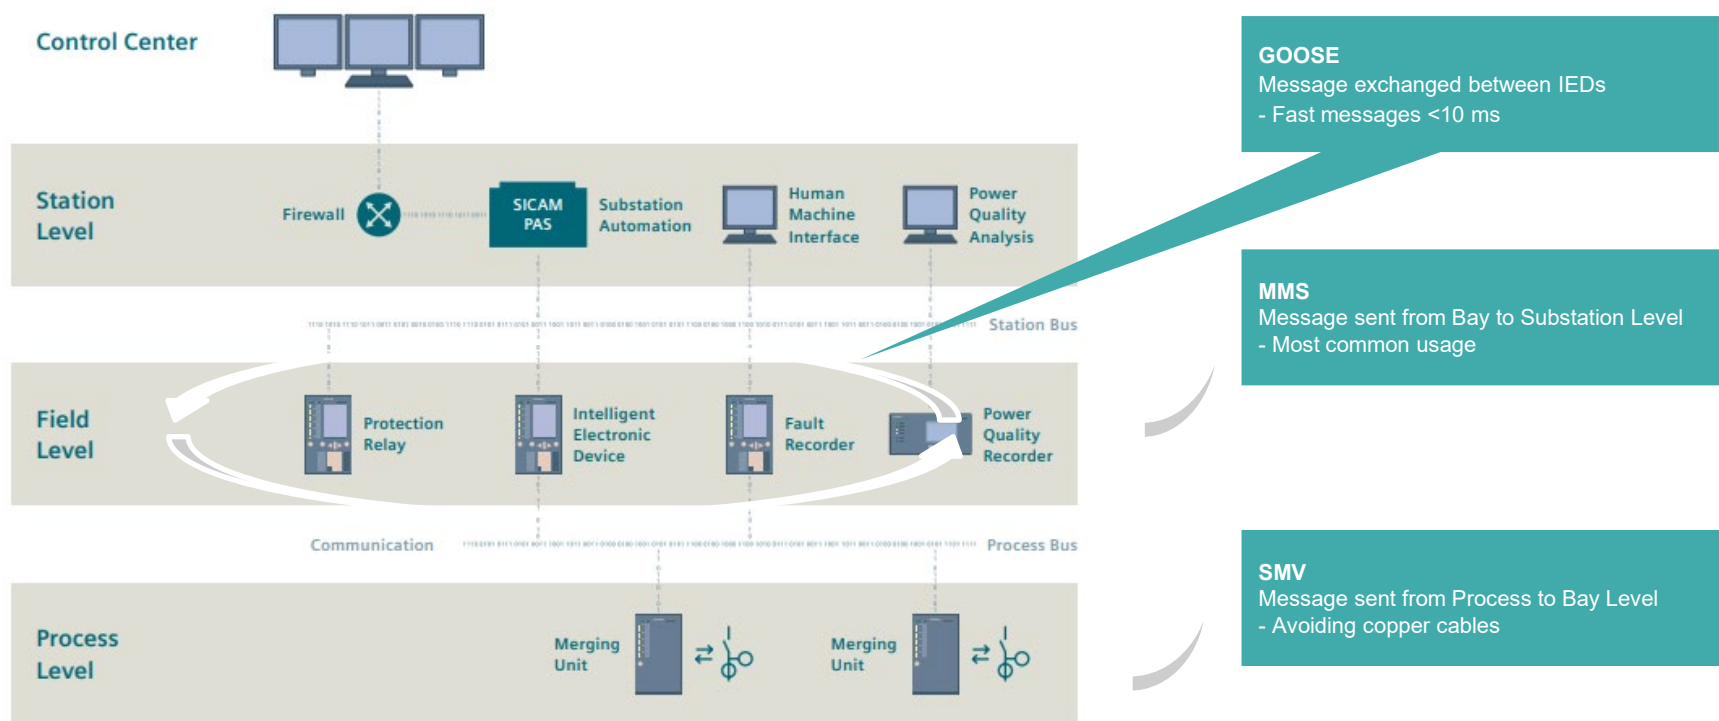 Control Center
Station
Level
Firewall
SICAM
PAS
Substation
Automation
Human
Machine
Interface
Power
Quality
Analysis
Station Bus
Field
Level
Protection
Relay
Intelligent
Electronic
Device
Fault
Recorder
Power
Quality
Recorder
Communication
Process Bus
Process
Level
Merging
Unit
Merging
Unit
GOOSE
Message exchanged between IEDs
- Fast messages <10 ms
MMS
Message sent from Bay to Substation Level
- Most common usage
SMV
Message sent from Process to Bay Level
- Avoiding copper cables